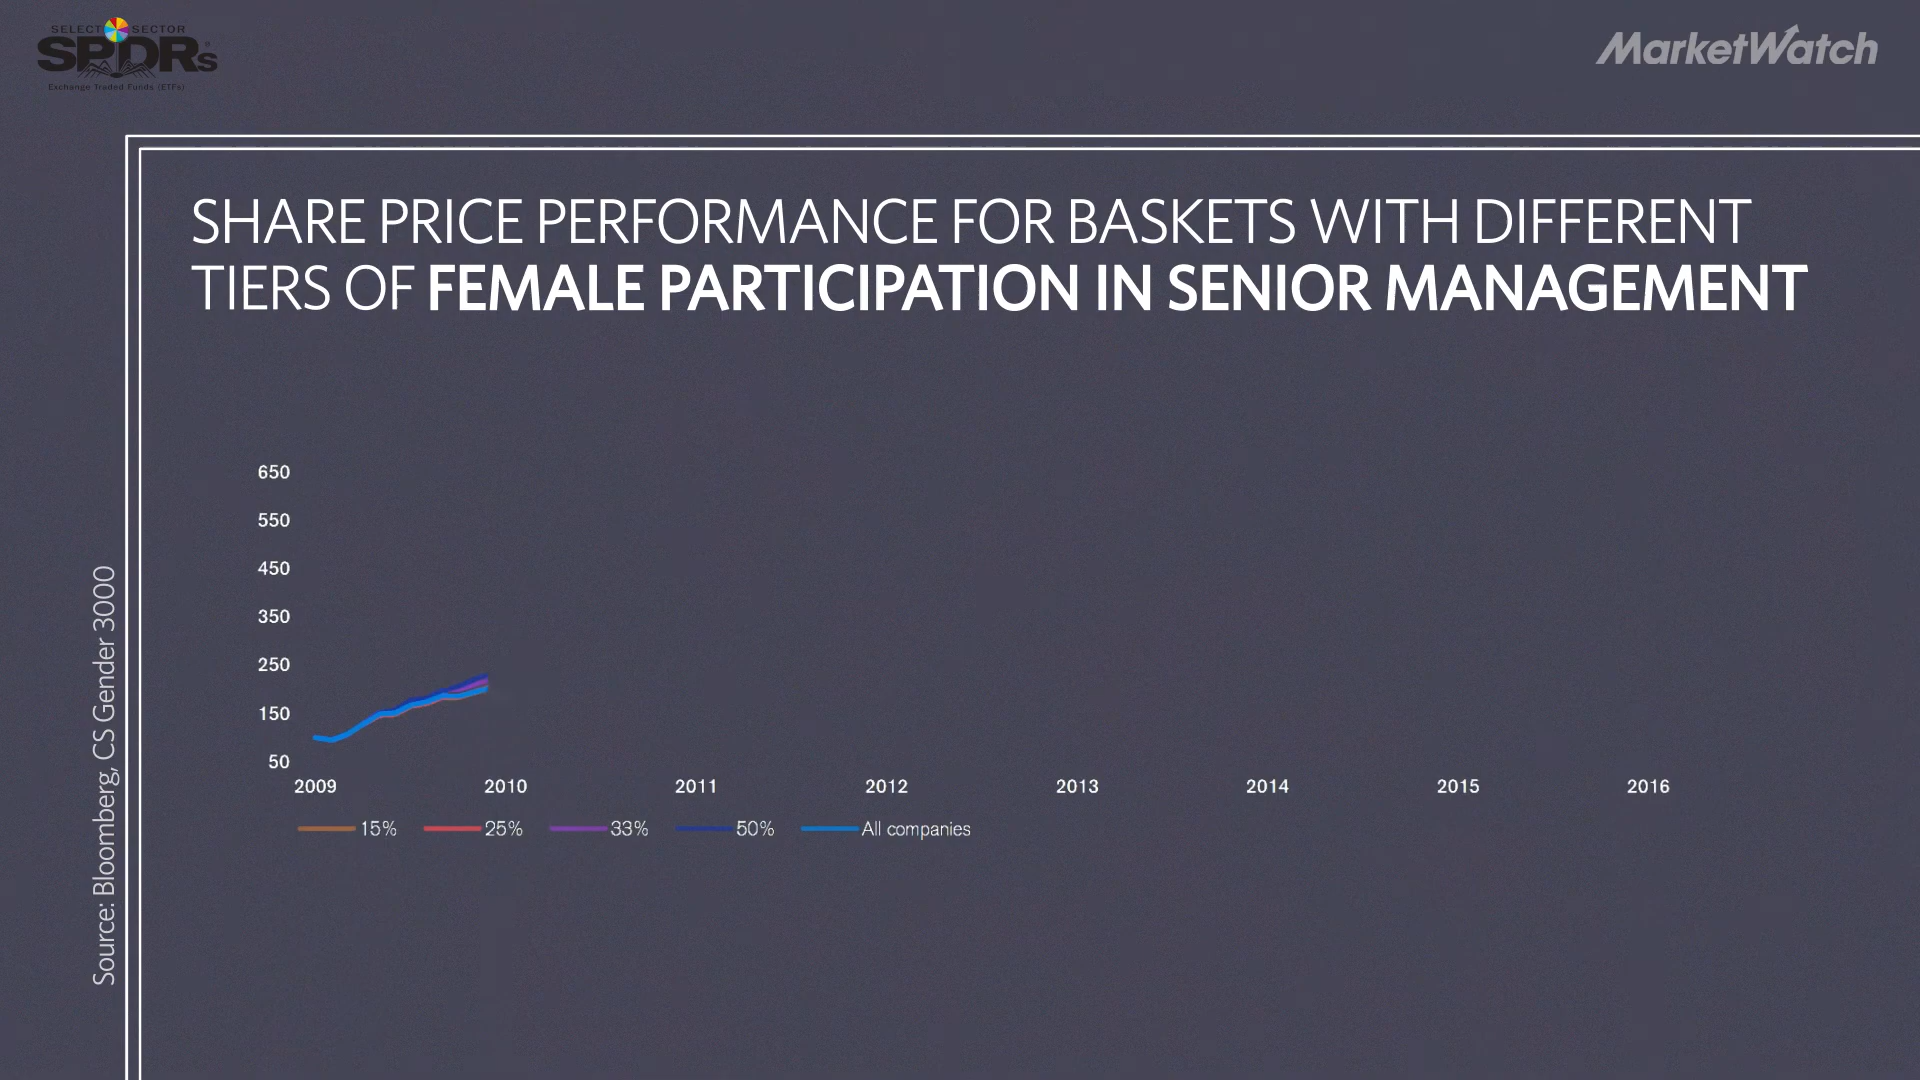 SELECT SECTOR
SPDRs
Exchange Traded Funds (ETFs)
MarketWatch
SHARE PRICE PERFORMANCE FOR BASKETS WITH DIFFERENT
TIERS OF FEMALE PARTICIPATION IN SENIOR MANAGEMENT
650
550
450
350
250
150
50
2009 2010 2011 2012 2013 2014 2015 2016
15% 25% 33% 50% All companies
Source: Bloomberg, CS Gender 3000